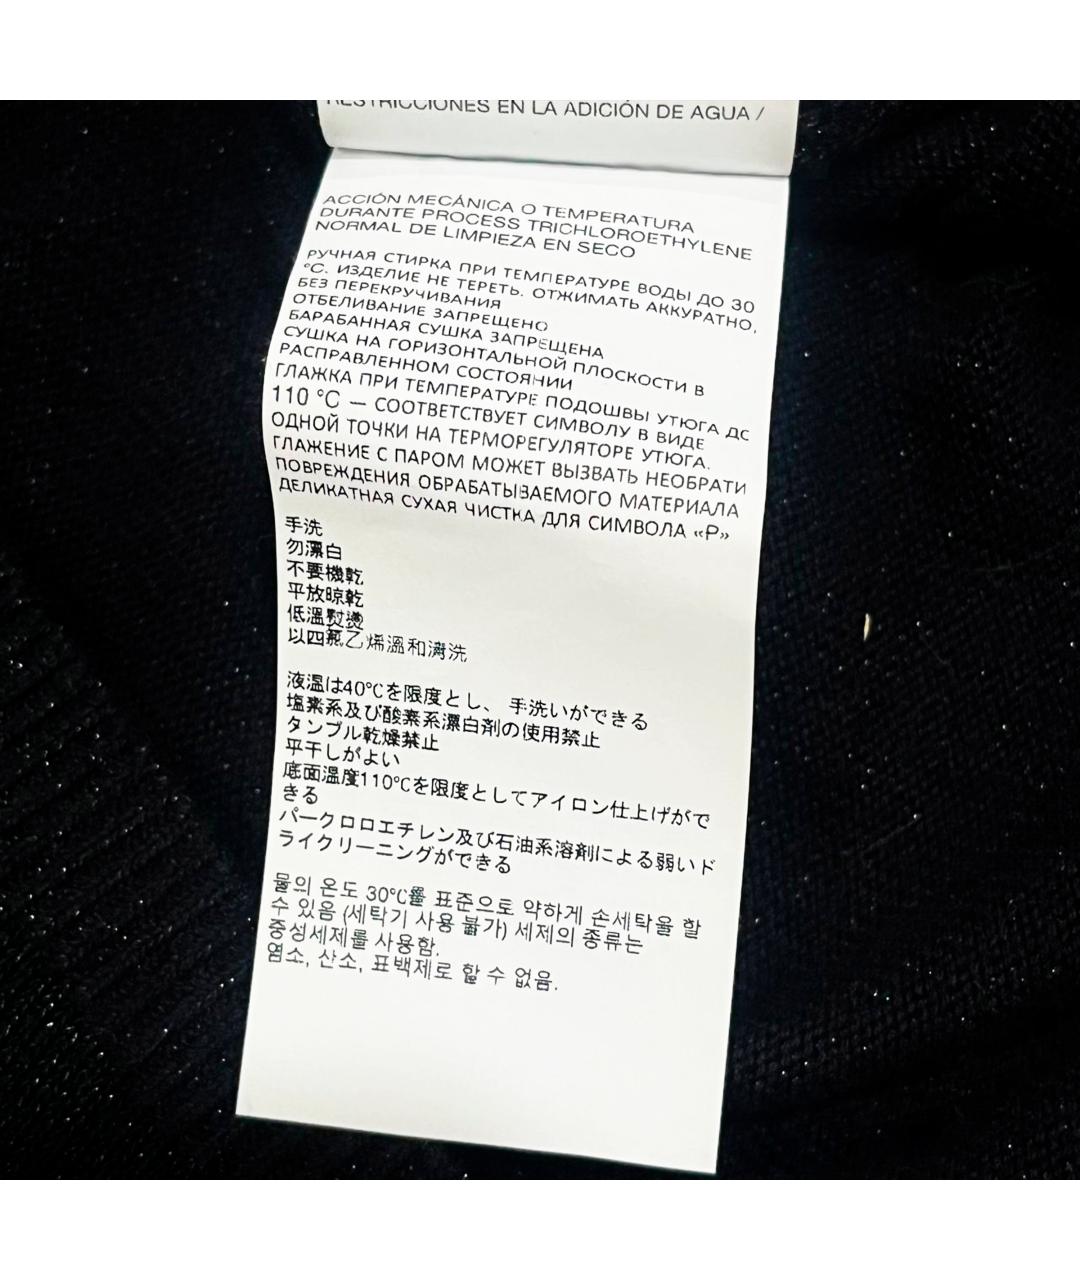 RESTRICCIONES EN LA ADICIÓN DE AGUA /
ACCIÓN MECÁNICA O TEMPERATURA
DURANTE PROCESS TRICHLOROETHYLENE
NORMAL DE LIMPIEZA EN SECO
РУЧНАЯ СТИРКА ПРИ ТЕМПЕРАТУРЕ ВОДЫ ДО 30
°C. ИЗДЕЛИЕ НЕ ТЕРЕТЬ. ОТЖИМАТЬ АККУРАТНО,
БЕЗ ПЕРЕКРУЧИВАНИЯ
ОТБЕЛИВАНИЕ ЗАПРЕЩЕНО
БАРАБАННАЯ СУШКА ЗАПРЕЩЕНА
СУШКА НА ГОРИЗОНТАЛЬНОЙ ПЛОСКОСТИ В
РАСПРАВЛЕННОМ СОСТОЯНИИ
ГЛАЖКА ПРИ ТЕМПЕРАТУРЕ ПОДОШВЫ УТЮГА ДО
110 °C — СООТВЕТСТВУЕТ СИМВОЛУ В ВИДЕ
ОДНОЙ ТОЧКИ НА ТЕРМОРЕГУЛЯТОРЕ УТЮГА.
ГЛАЖЕНИЕ С ПАРОМ МОЖЕТ ВЫЗВАТЬ НЕОБРАТИ
ПОВРЕЖДЕНИЯ ОБРАБАТЫВАЕМОГО МАТЕРИАЛА
ДЕЛИКАТНАЯ СУХАЯ ЧИСТКА ДЛЯ СИМВОЛА «P»
手洗
勿漂白
不要機乾
平放晾乾
低溫熨燙
以四氯乙烯溫和清洗
液温は40℃を限度とし、手洗いができる
塩素系及び酸素系漂白剤の使用禁止
タンブル乾燥禁止
平干しがよい
底面温度110℃を限度としてアイロン仕上げがで
きる
パークロロエチレン及び石油系溶剤による弱いド
ライクリーニングができる
물의 온도 30℃를 표준으로 약하게 손세탁을 할
수 있음 (세탁기 사용 불가) 세제의 종류는
중성세제를 사용함.
염소, 산소, 표백제로 할 수 없음.